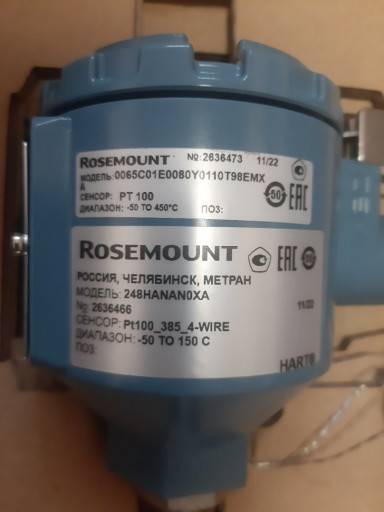 ROSEMOUNT № 2636473 11/22
МОДЕЛЬ: 0065C01E0080Y0110T98EMX
A
СЕНСОР: PT 100
ДИАПАЗОН: -50 TO 450°C ПОЗ:
50 EAC
ROSEMOUNT EAC
РОССИЯ, ЧЕЛЯБИНСК, МЕТРАН
МОДЕЛЬ: 248HANAN0XA
№: 2636466 11/22
СЕНСОР: Pt100_385_4-WIRE
ДИАПАЗОН: -50 TO 150 C
ПОЗ:
HART®